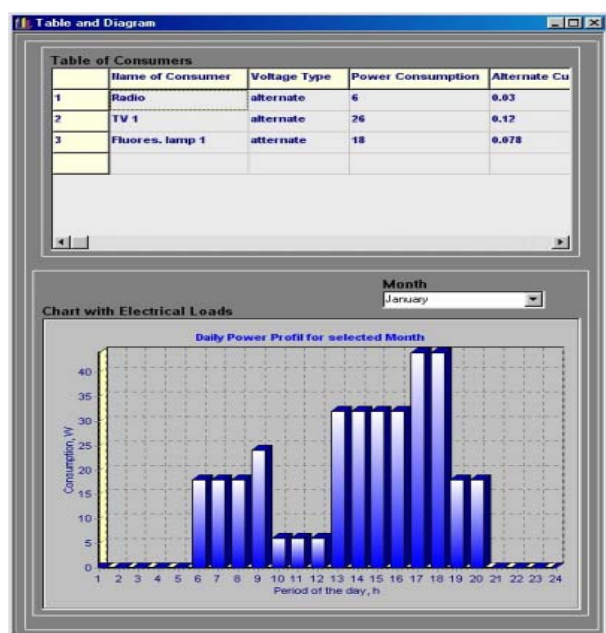 Table and Diagram
Table of Consumers
Name of Consumer Voltage Type Power Consumption Alternate Cu
1 Radio alternate 6 0.03
2 TV 1 alternate 26 0.12
3 Fluores. lamp 1 atternate 18 0.078
Month
January
Chart with Electrical Loads
Daily Power Profil for selected Month
40
35
30
25
20
15
10
5
0
Consumption, W
1 2 3 4 5 6 7 8 9 10 11 12 13 14 15 16 17 18 19 20 21 22 23 24
Period of the day, h